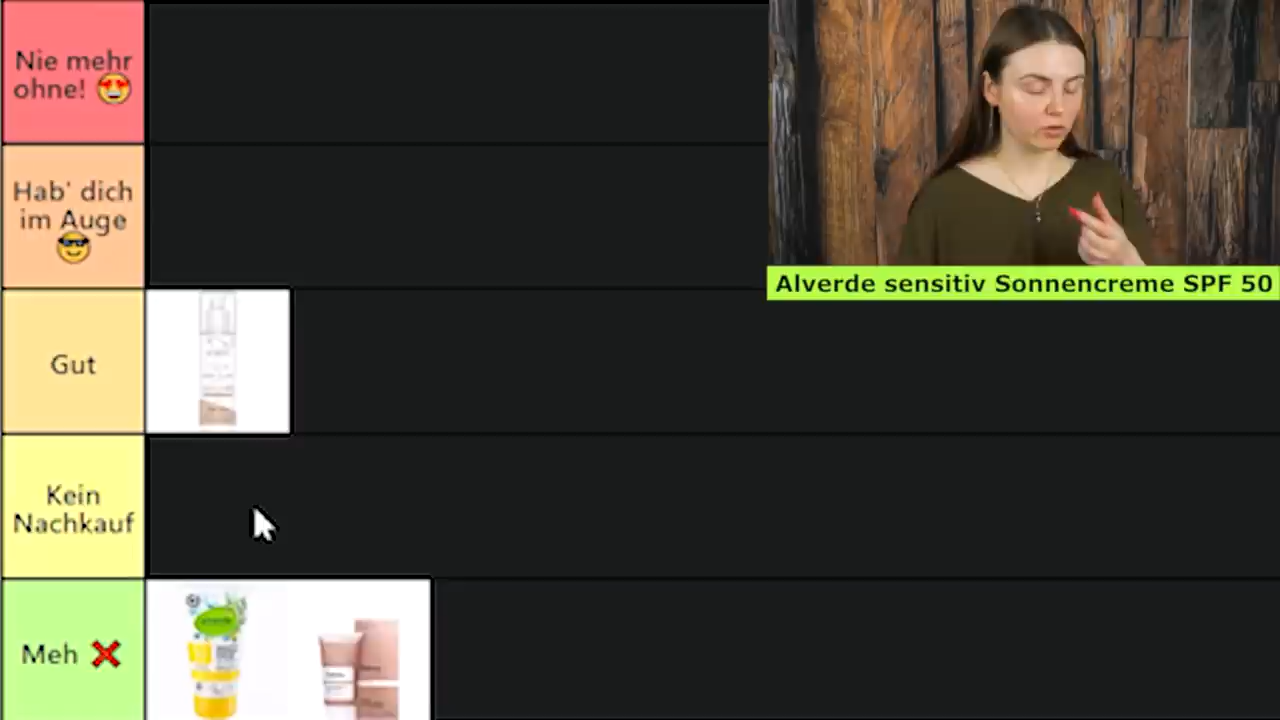 Nie mehr
ohne! 😍
Hab' dich
im Auge
😎
Gut
Kein
Nachkauf
Meh ❌
Alverde sensitiv Sonnencreme SPF 50